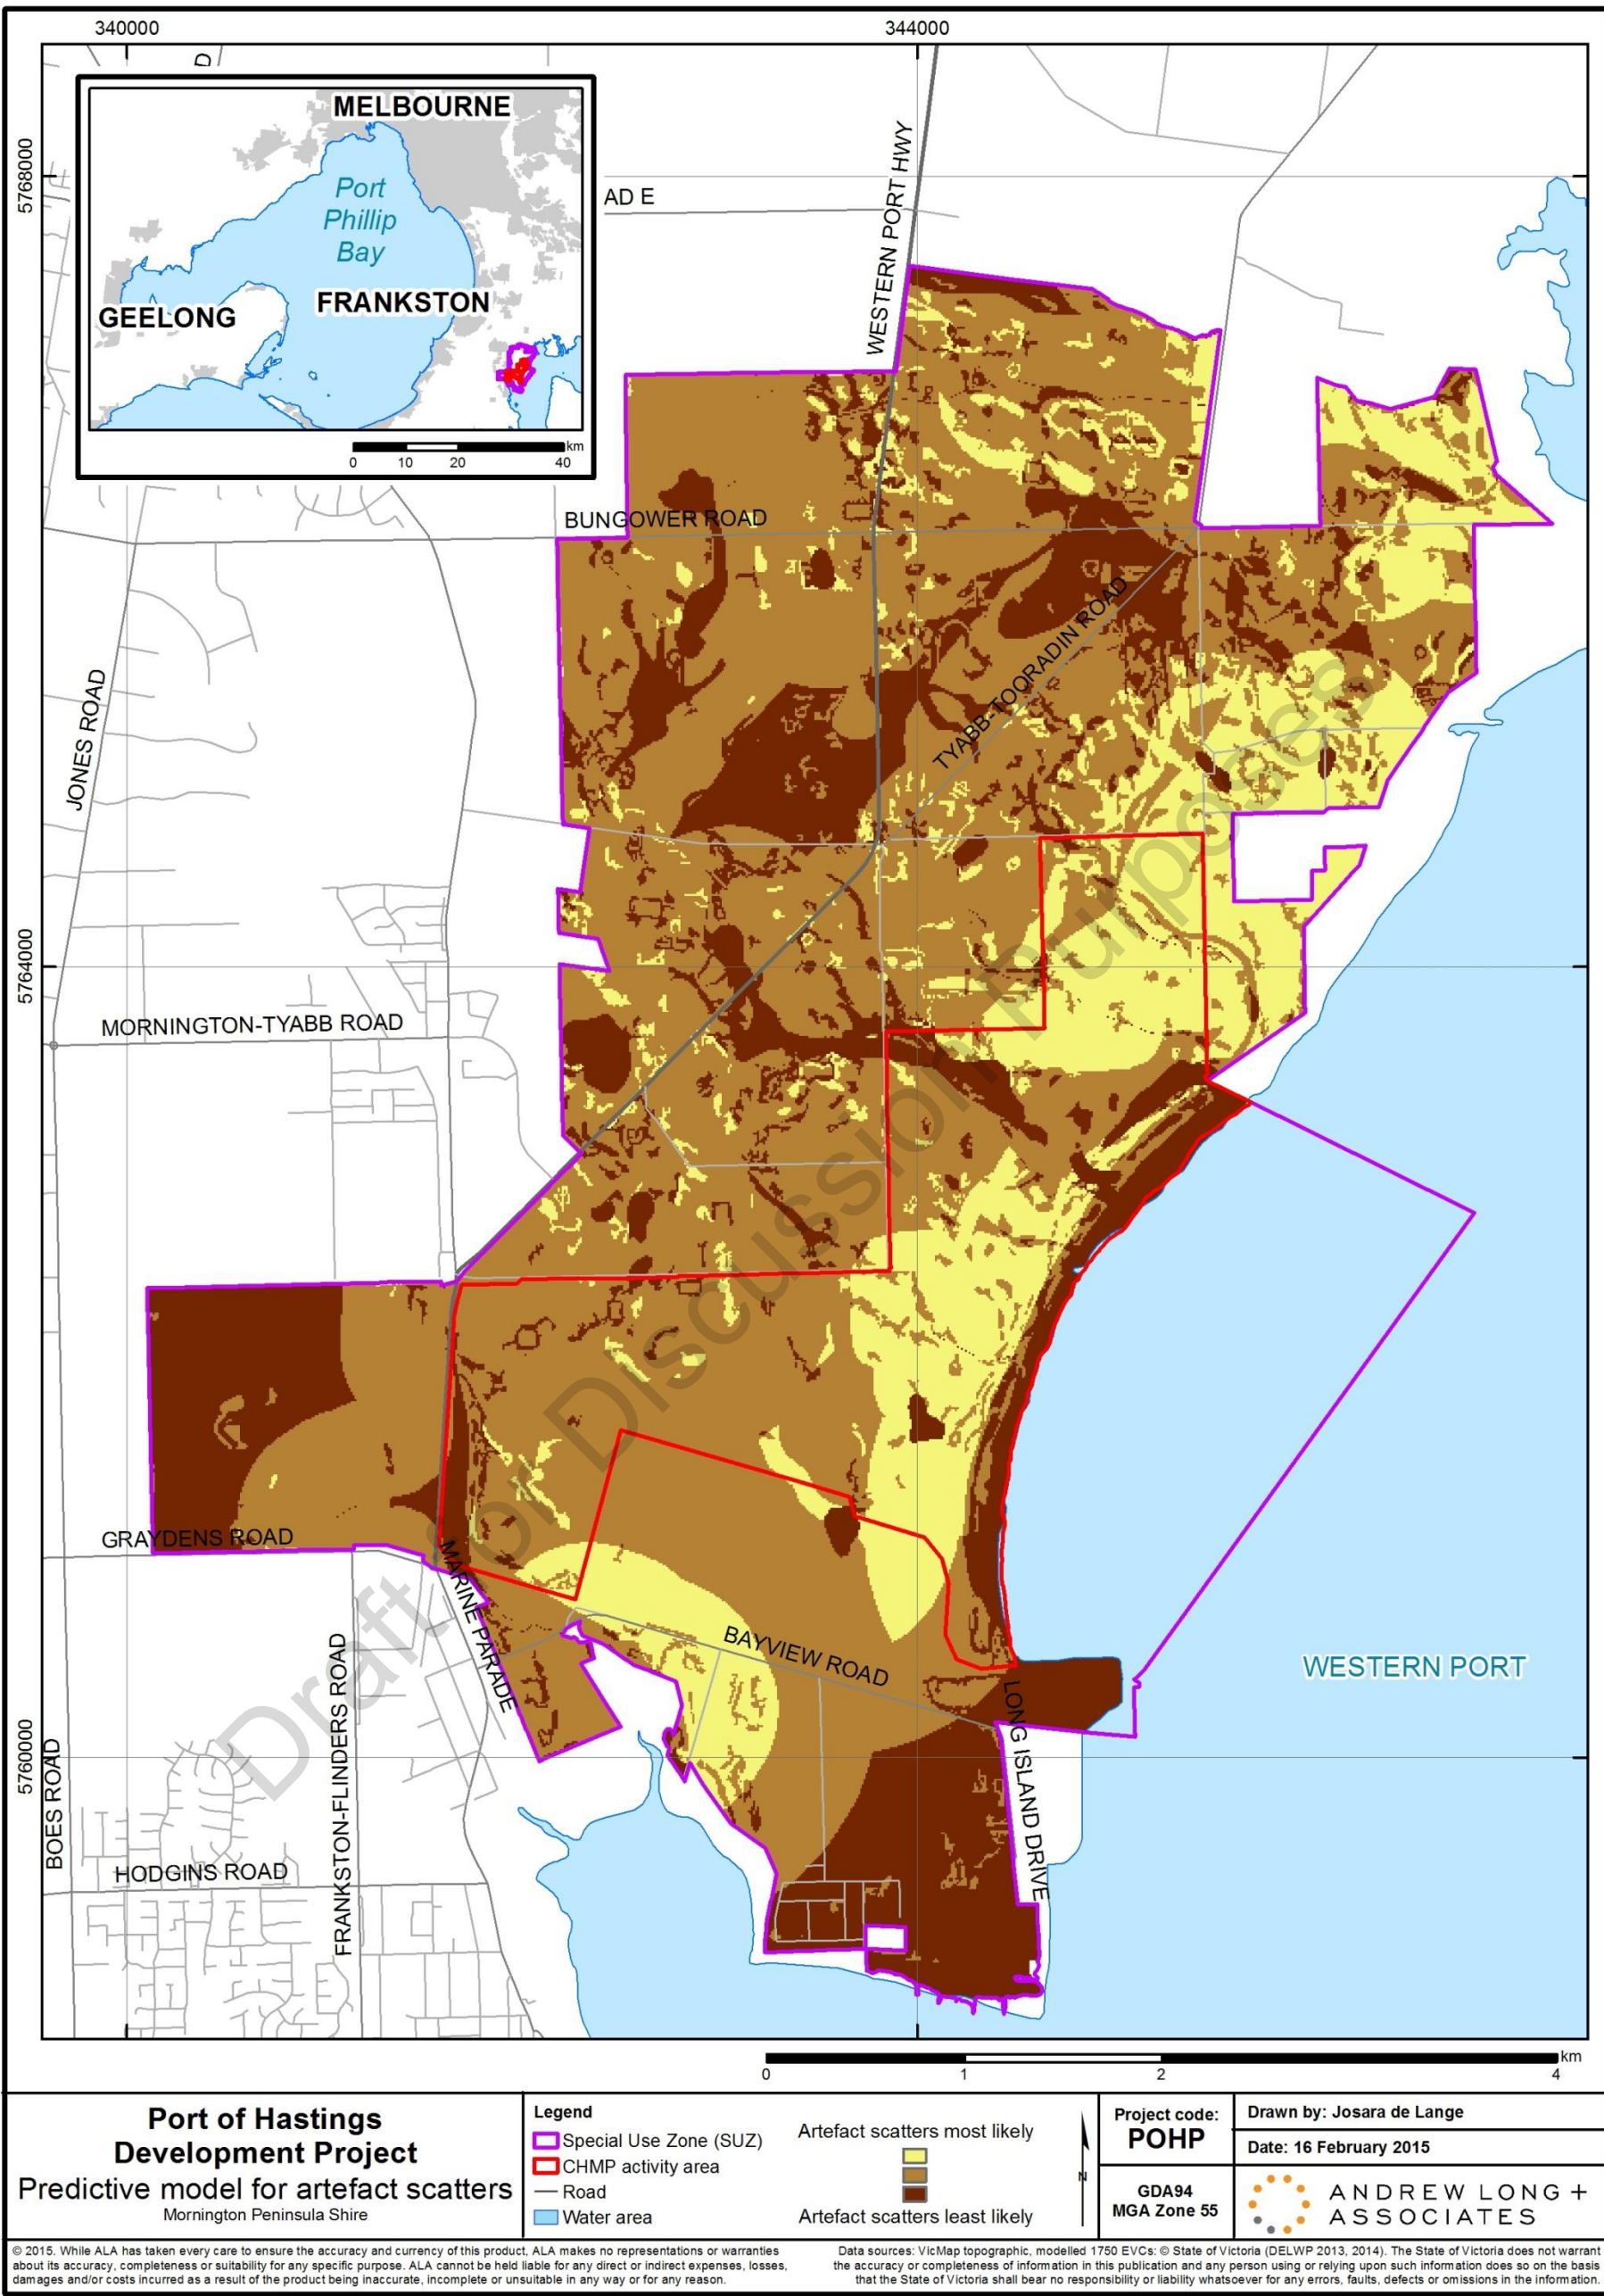 340000
344000
D
5768000
MELBOURNE
Port
Phillip
Bay
GEELONG
FRANKSTON
km
0
10
20
40
AD E
WESTERN PORT HWY
BUNGOWER ROAD
JONES ROAD
TYABB-TOORADIN ROAD
5764000
MORNINGTON-TYABB ROAD
GRAYDENS ROAD
MARINE PARADE
BAYVIEW ROAD
WESTERN PORT
LONG ISLAND DRIVE
5760000
BOES ROAD
FRANKSTON-FLINDERS ROAD
HODGINS ROAD
Draft for Discussion Purposes
km
0
1
2
4
Port of Hastings
Development Project
Predictive model for artefact scatters
Mornington Peninsula Shire
Legend
Special Use Zone (SUZ)
CHMP activity area
Road
Water area
Artefact scatters most likely
Artefact scatters least likely
N
Project code:
POHP
GDA94
MGA Zone 55
Drawn by: Josara de Lange
Date: 16 February 2015
ANDREW LONG +
ASSOCIATES
© 2015. While ALA has taken every care to ensure the accuracy and currency of this product, ALA makes no representations or warranties
about its accuracy, completeness or suitability for any specific purpose. ALA cannot be held liable for any direct or indirect expenses, losses,
damages and/or costs incurred as a result of the product being inaccurate, incomplete or unsuitable in any way or for any reason.
Data sources: VicMap topographic, modelled 1750 EVCs: © State of Victoria (DELWP 2013, 2014). The State of Victoria does not warrant
the accuracy or completeness of information in this publication and any person using or relying upon such information does so on the basis
that the State of Victoria shall bear no responsibility or liability whatsoever for any errors, faults, defects or omissions in the information.